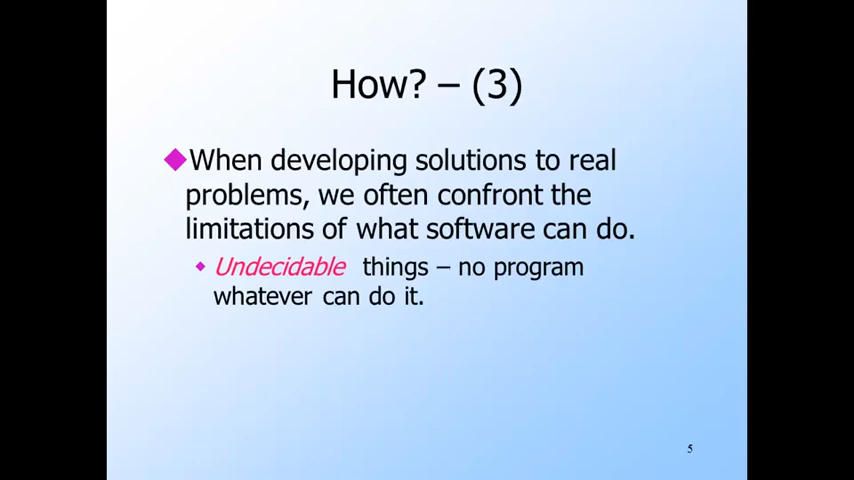 How? – (3)
When developing solutions to real
problems, we often confront the
limitations of what software can do.
Undecidable things – no program
whatever can do it.
5